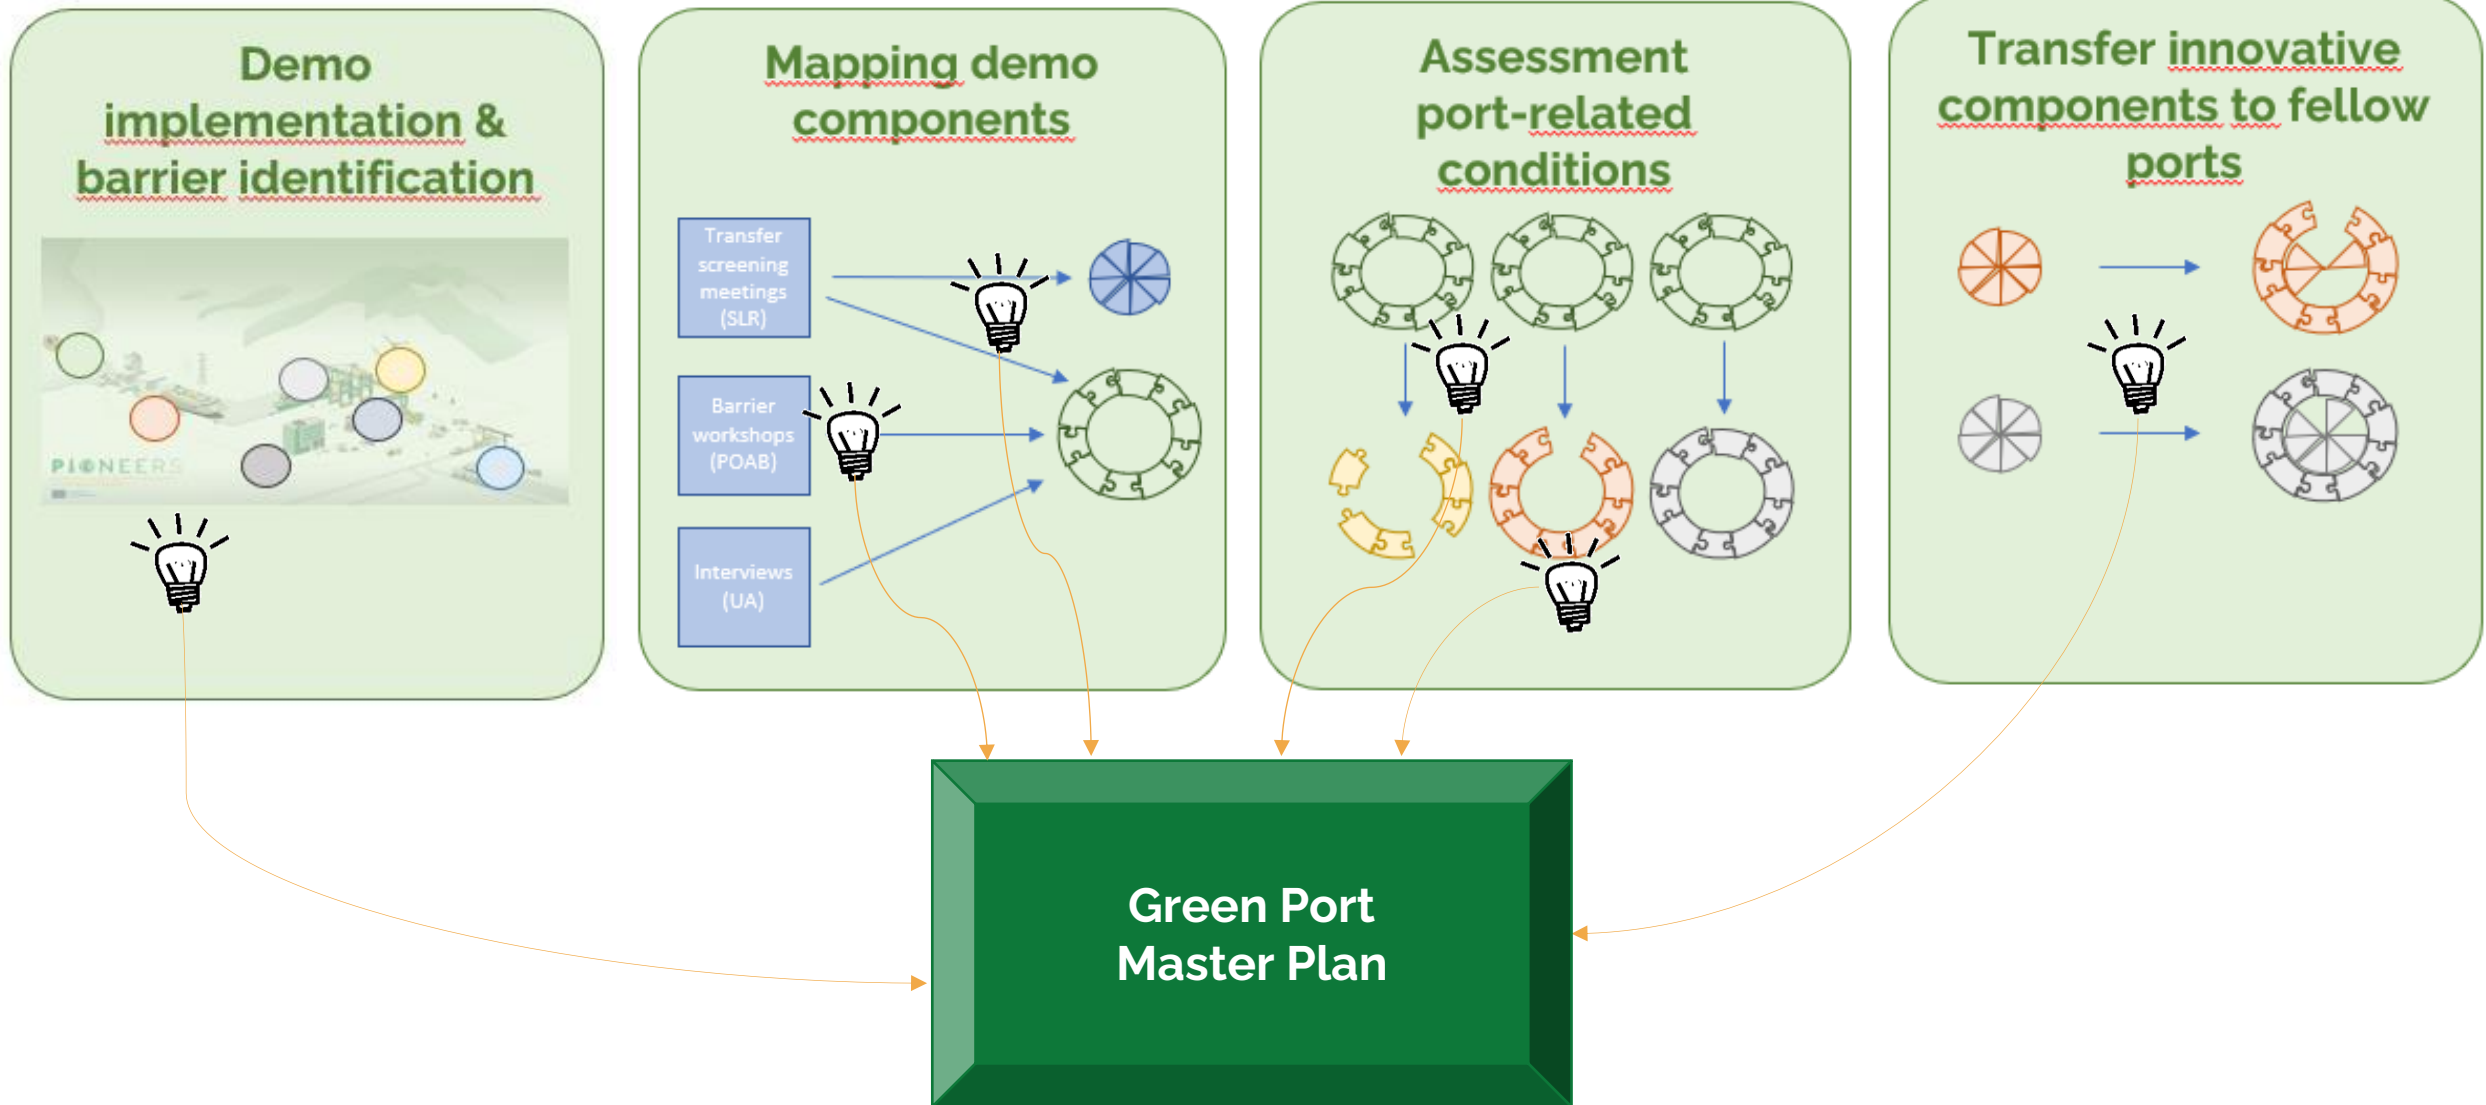 Demo
implementation &
barrier identification
PIONEERS
Mapping demo
components
Transfer
screening
meetings
(SLR)
Barrier
workshops
(POAB)
Interviews
(UA)
Assessment
port-related
conditions
Transfer innovative
components to fellow
ports
Green Port
Master Plan